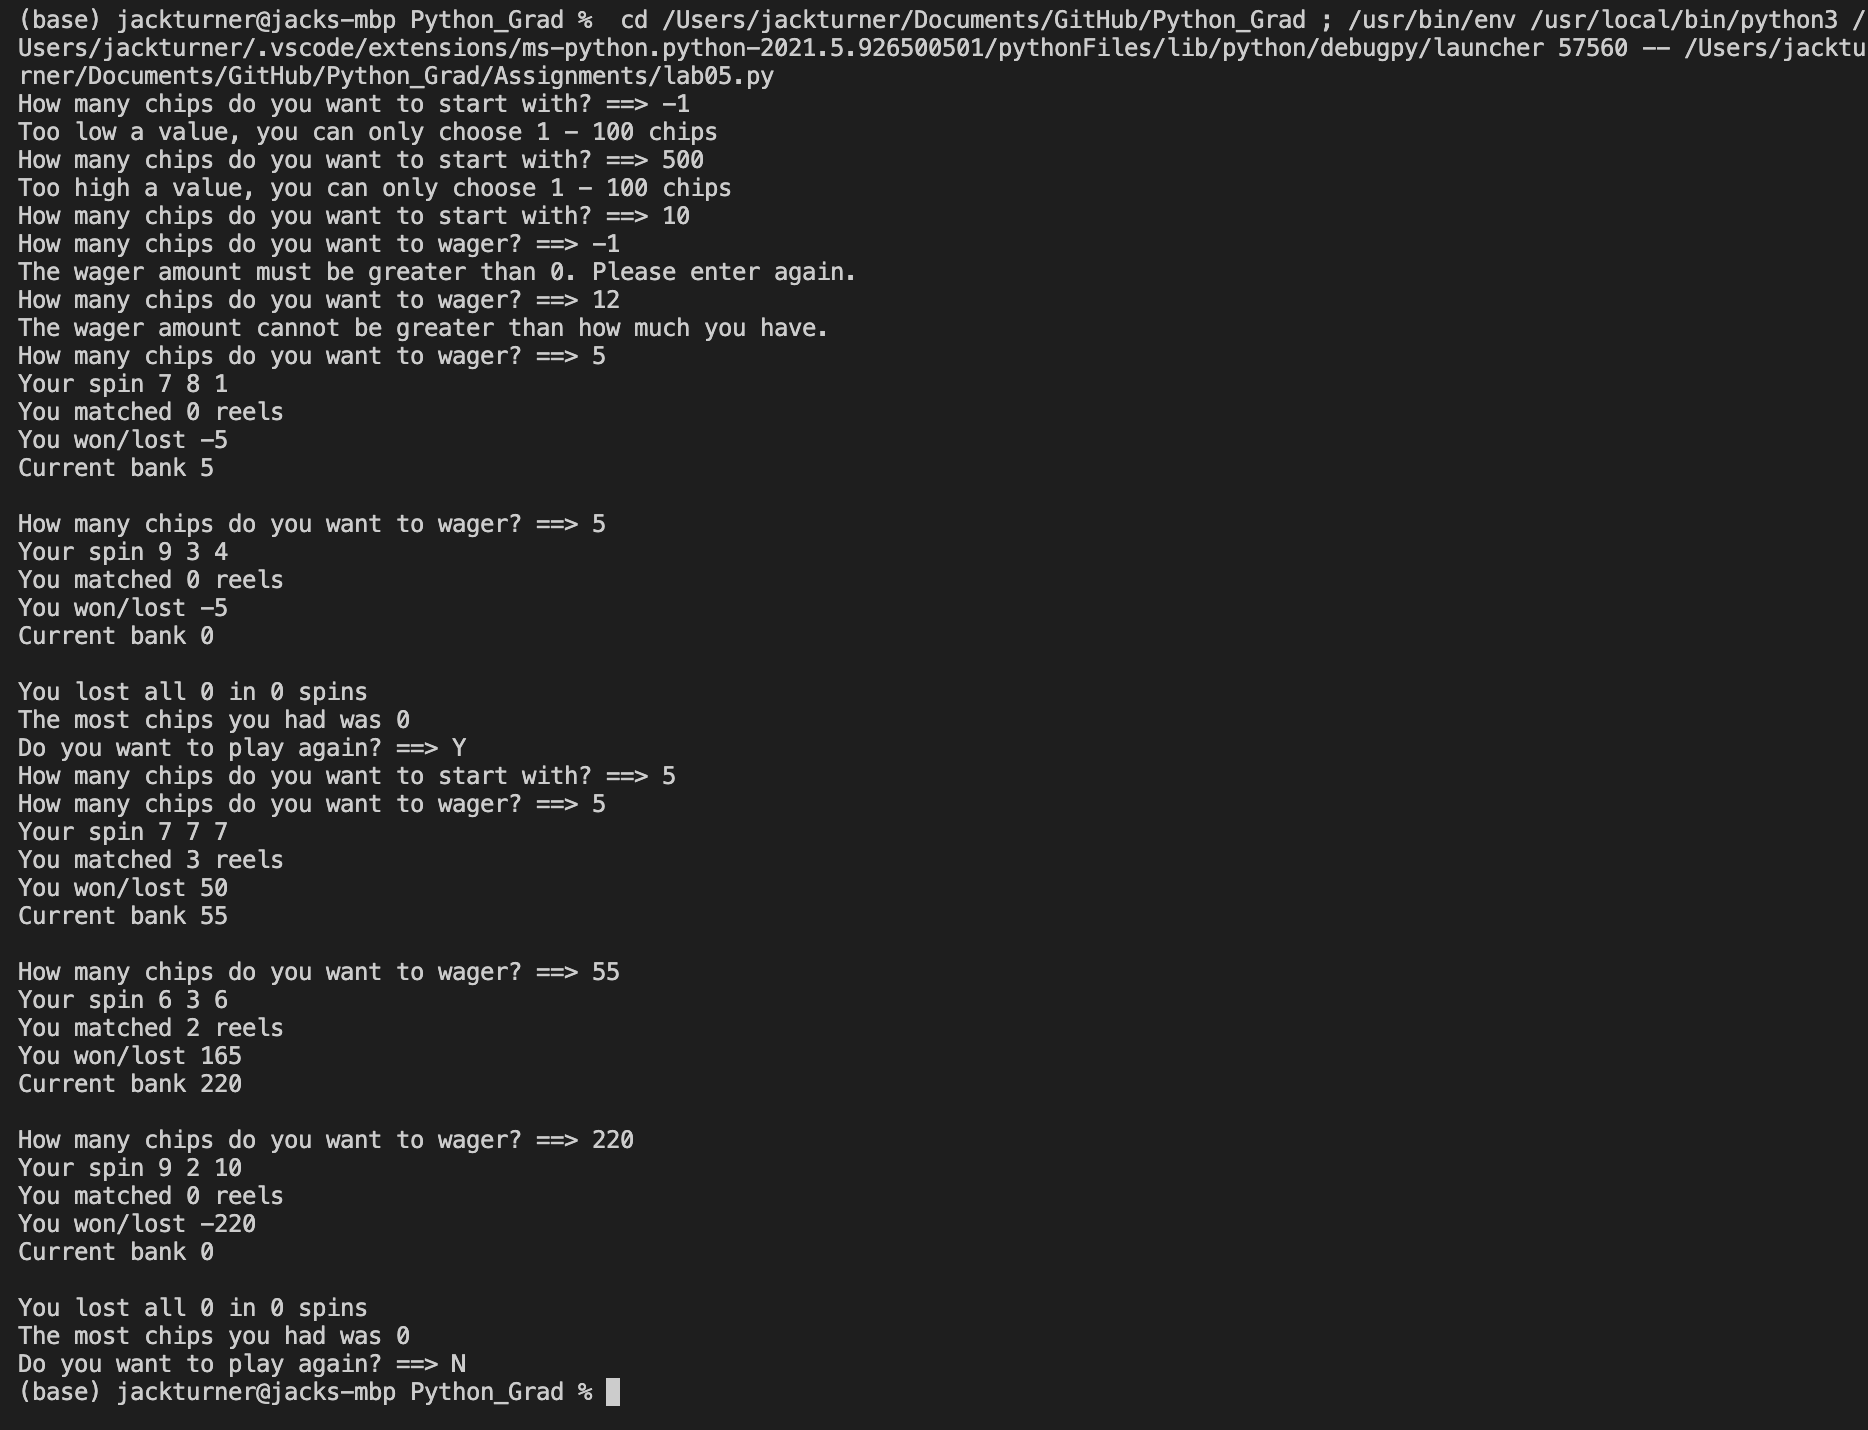 (base) jackturner@jacks-mbp Python_Grad %  cd /Users/jackturner/Documents/GitHub/Python_Grad ; /usr/bin/env /usr/local/bin/python3 /
Users/jackturner/.vscode/extensions/ms-python.python-2021.5.926500501/pythonFiles/lib/python/debugpy/launcher 57560 -- /Users/jacktu
rner/Documents/GitHub/Python_Grad/Assignments/lab05.py
How many chips do you want to start with? ==> -1
Too low a value, you can only choose 1 - 100 chips
How many chips do you want to start with? ==> 500
Too high a value, you can only choose 1 - 100 chips
How many chips do you want to start with? ==> 10
How many chips do you want to wager? ==> -1
The wager amount must be greater than 0. Please enter again.
How many chips do you want to wager? ==> 12
The wager amount cannot be greater than how much you have.
How many chips do you want to wager? ==> 5
Your spin 7 8 1
You matched 0 reels
You won/lost -5
Current bank 5

How many chips do you want to wager? ==> 5
Your spin 9 3 4
You matched 0 reels
You won/lost -5
Current bank 0

You lost all 0 in 0 spins
The most chips you had was 0
Do you want to play again? ==> Y
How many chips do you want to start with? ==> 5
How many chips do you want to wager? ==> 5
Your spin 7 7 7
You matched 3 reels
You won/lost 50
Current bank 55

How many chips do you want to wager? ==> 55
Your spin 6 3 6
You matched 2 reels
You won/lost 165
Current bank 220

How many chips do you want to wager? ==> 220
Your spin 9 2 10
You matched 0 reels
You won/lost -220
Current bank 0

You lost all 0 in 0 spins
The most chips you had was 0
Do you want to play again? ==> N
(base) jackturner@jacks-mbp Python_Grad %